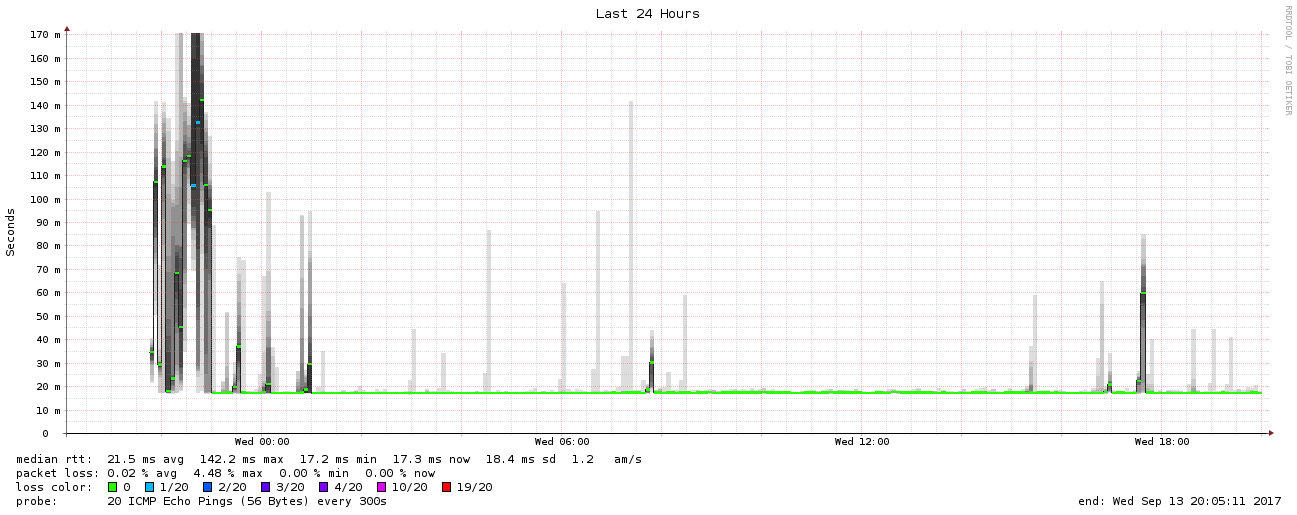 Last 24 Hours
RRDTOOL / TOBI OETIKER
Seconds
170 m
160 m
150 m
140 m
130 m
120 m
110 m
100 m
90 m
80 m
70 m
60 m
50 m
40 m
30 m
20 m
10 m
0
Wed 00:00 Wed 06:00 Wed 12:00 Wed 18:00
median rtt: 21.5 ms avg 142.2 ms max 17.2 ms min 17.3 ms now 18.4 ms sd 1.2 am/s
packet loss: 0.02 % avg 4.48 % max 0.00 % min 0.00 % now
loss color: 0 1/20 2/20 3/20 4/20 10/20 19/20
probe: 20 ICMP Echo Pings (56 Bytes) every 300s end: Wed Sep 13 20:05:11 2017